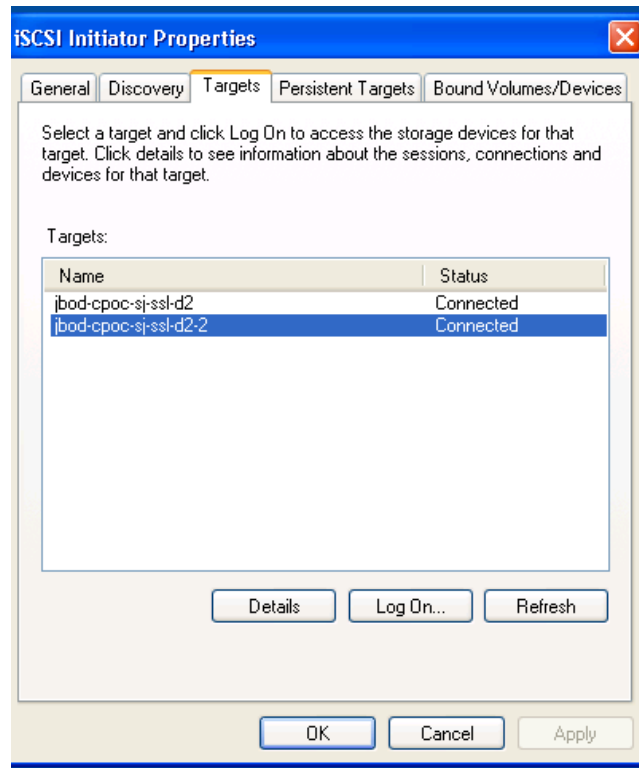 iSCSI Initiator Properties
General Discovery Targets Persistent Targets Bound Volumes/Devices
Select a target and click Log On to access the storage devices for that
target. Click details to see information about the sessions, connections and
devices for that target.
Targets:
Name Status
jbod-cpoc-sj-ssl-d2 Connected
jbod-cpoc-sj-ssl-d2-2 Connected
Details Log On... Refresh
OK Cancel Apply